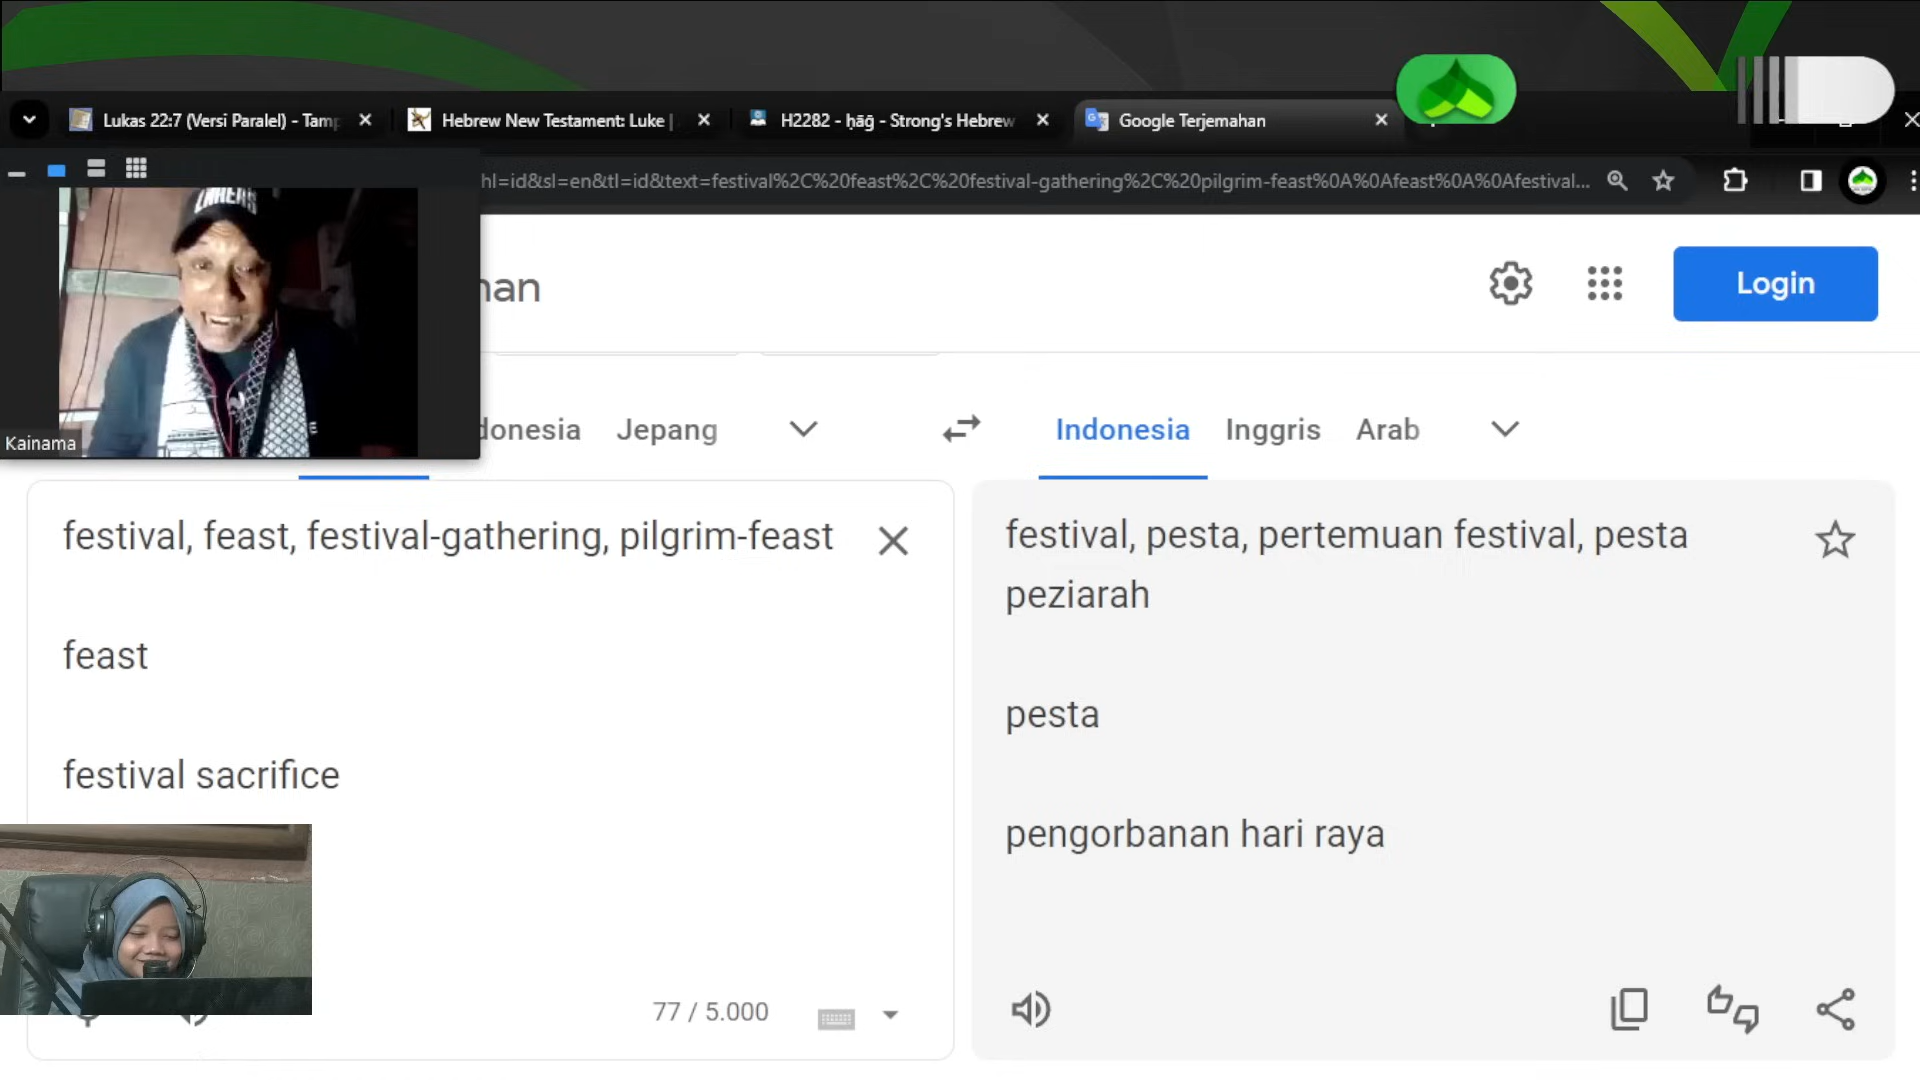 Lukas 22:7 (Versi Paralel) - Tamp
Hebrew New Testament: Luke |
H2282 - ḥāḡ - Strong's Hebrew
Google Terjemahan
hl=id&sl=en&tl=id&text=festival%2C%20feast%2C%20festival-gathering%2C%20pilgrim-feast%0A%0Afeast%0A%0Afestival...
Login
Kainama
donesia
Jepang
Indonesia
Inggris
Arab
festival, feast, festival-gathering, pilgrim-feast
feast
festival sacrifice
77 / 5.000
festival, pesta, pertemuan festival, pesta
peziarah
pesta
pengorbanan hari raya